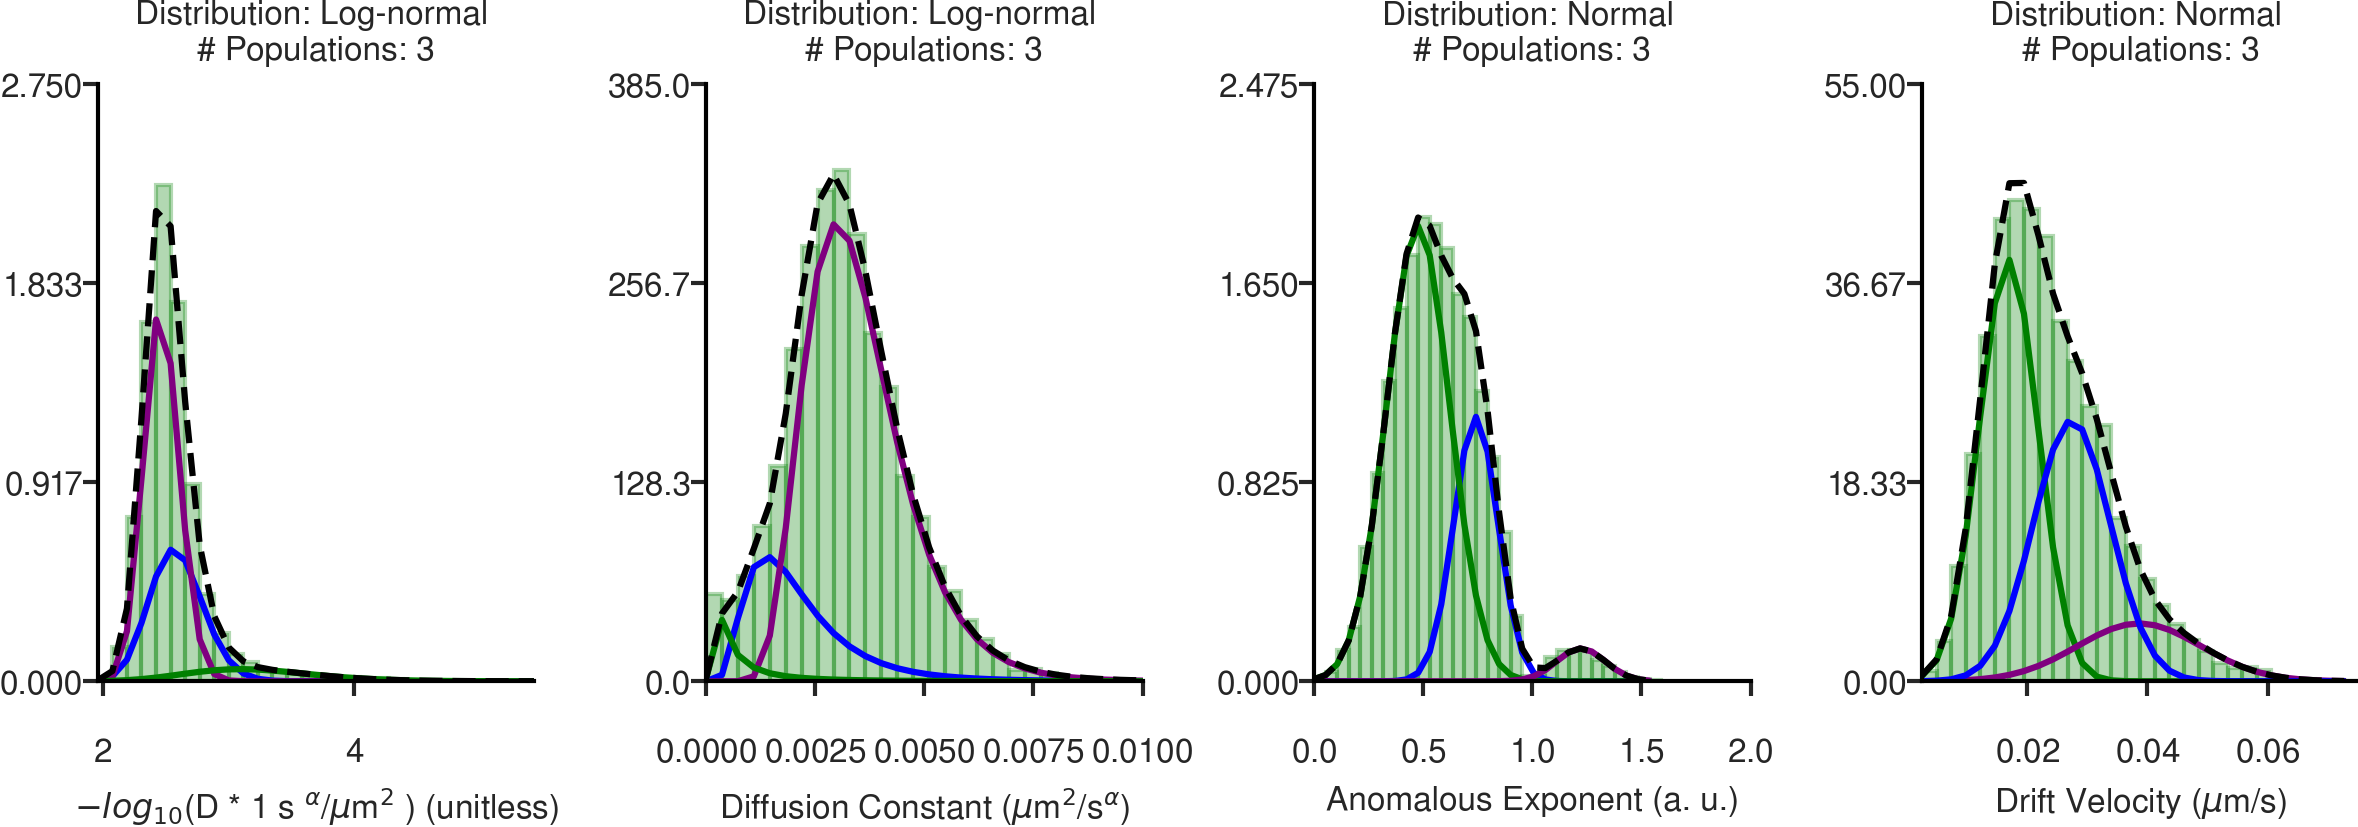 Distribution: Log-normal
# Populations: 3
2.750
1.833
0.917
0.000
2 4
−log10(D * 1 s α/μm2 ) (unitless)
Distribution: Log-normal
# Populations: 3
385.0
256.7
128.3
0.0
0.0000 0.0025 0.0050 0.0075 0.0100
Diffusion Constant (μm2/sα)
Distribution: Normal
# Populations: 3
2.475
1.650
0.825
0.000
0.0 0.5 1.0 1.5 2.0
Anomalous Exponent (a. u.)
Distribution: Normal
# Populations: 3
55.00
36.67
18.33
0.00
0.02 0.04 0.06
Drift Velocity (μm/s)